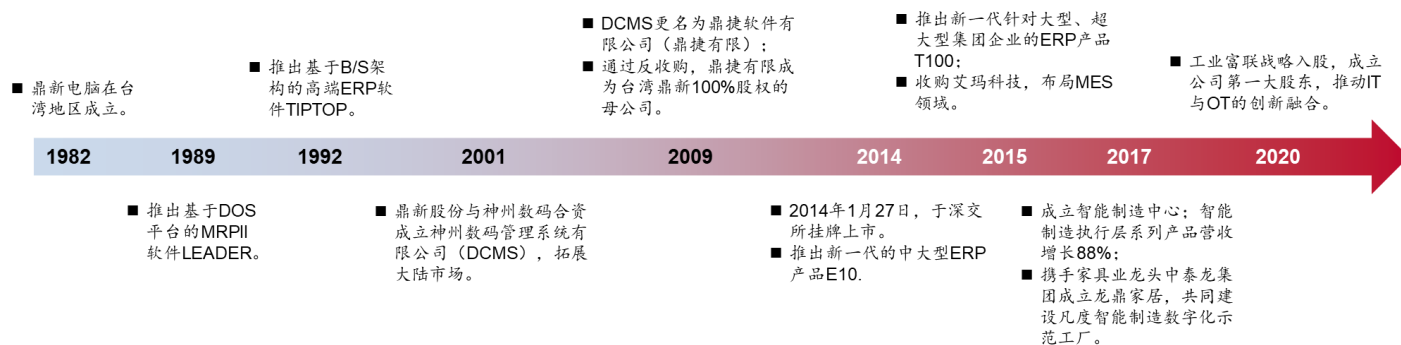 ■ 鼎新电脑在台
湾地区成立。
■ 推出基于B/S架
构的高端ERP软
件TIPTOP。
■ DCMS更名为鼎捷软件有
限公司（鼎捷有限）；
■ 通过反收购，鼎捷有限成
为台湾鼎新100%股权的
母公司。
■ 推出新一代针对大型、超
大型集团企业的ERP产品
T100；
■ 收购艾玛科技，布局MES
领域。
■ 工业富联战略入股，成立
公司第一大股东，推动IT
与OT的创新融合。
1982 1989 1992 2001 2009 2014 2015 2017 2020
■ 推出基于DOS
平台的MRPII
软件LEADER。
■ 鼎新股份与神州数码合资
成立神州数码管理系统有
限公司（DCMS），拓展
大陆市场。
■ 2014年1月27日，于深交
所挂牌上市。
■ 推出新一代的中大型ERP
产品E10.
■ 成立智能制造中心；智能
制造执行层系列产品营收
增长88%；
■ 携手家具业龙头中泰龙集
团成立龙鼎家居，共同建
设凡度智能制造数字化示
范工厂。